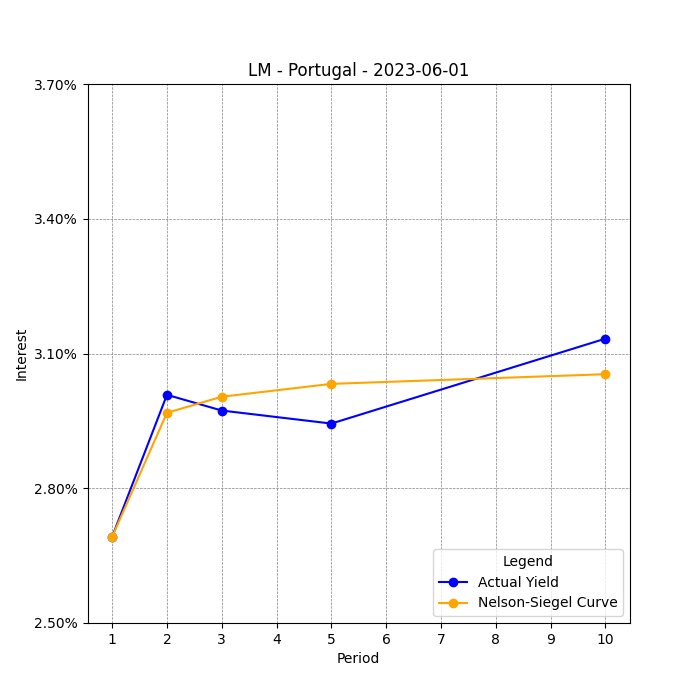 LM - Portugal - 2023-06-01
3.70%
3.40%
3.10%
2.80%
2.50%
Interest
1 2 3 4 5 6 7 8 9 10
Period
Legend
Actual Yield
Nelson-Siegel Curve